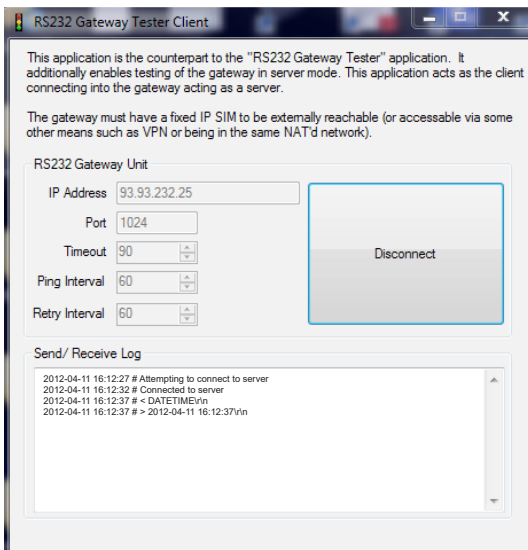 RS232 Gateway Tester Client
This application is the counterpart to the "RS232 Gateway Tester" application. It
additionally enables testing of the gateway in server mode. This application acts as the client
connecting into the gateway acting as a server.
The gateway must have a fixed IP SIM to be externally reachable (or accessable via some
other means such as VPN or being in the same NAT'd network).
RS232 Gateway Unit
IP Address 93.93.232.25
Port 1024
Timeout 90
Ping Interval 60
Retry Interval 60
Disconnect
Send/ Receive Log
2012-04-11 16:12:27 # Attempting to connect to server
2012-04-11 16:12:32 # Connected to server
2012-04-11 16:12:37 # < DATETIME\r\n
2012-04-11 16:12:37 # > 2012-04-11 16:12:37\r\n